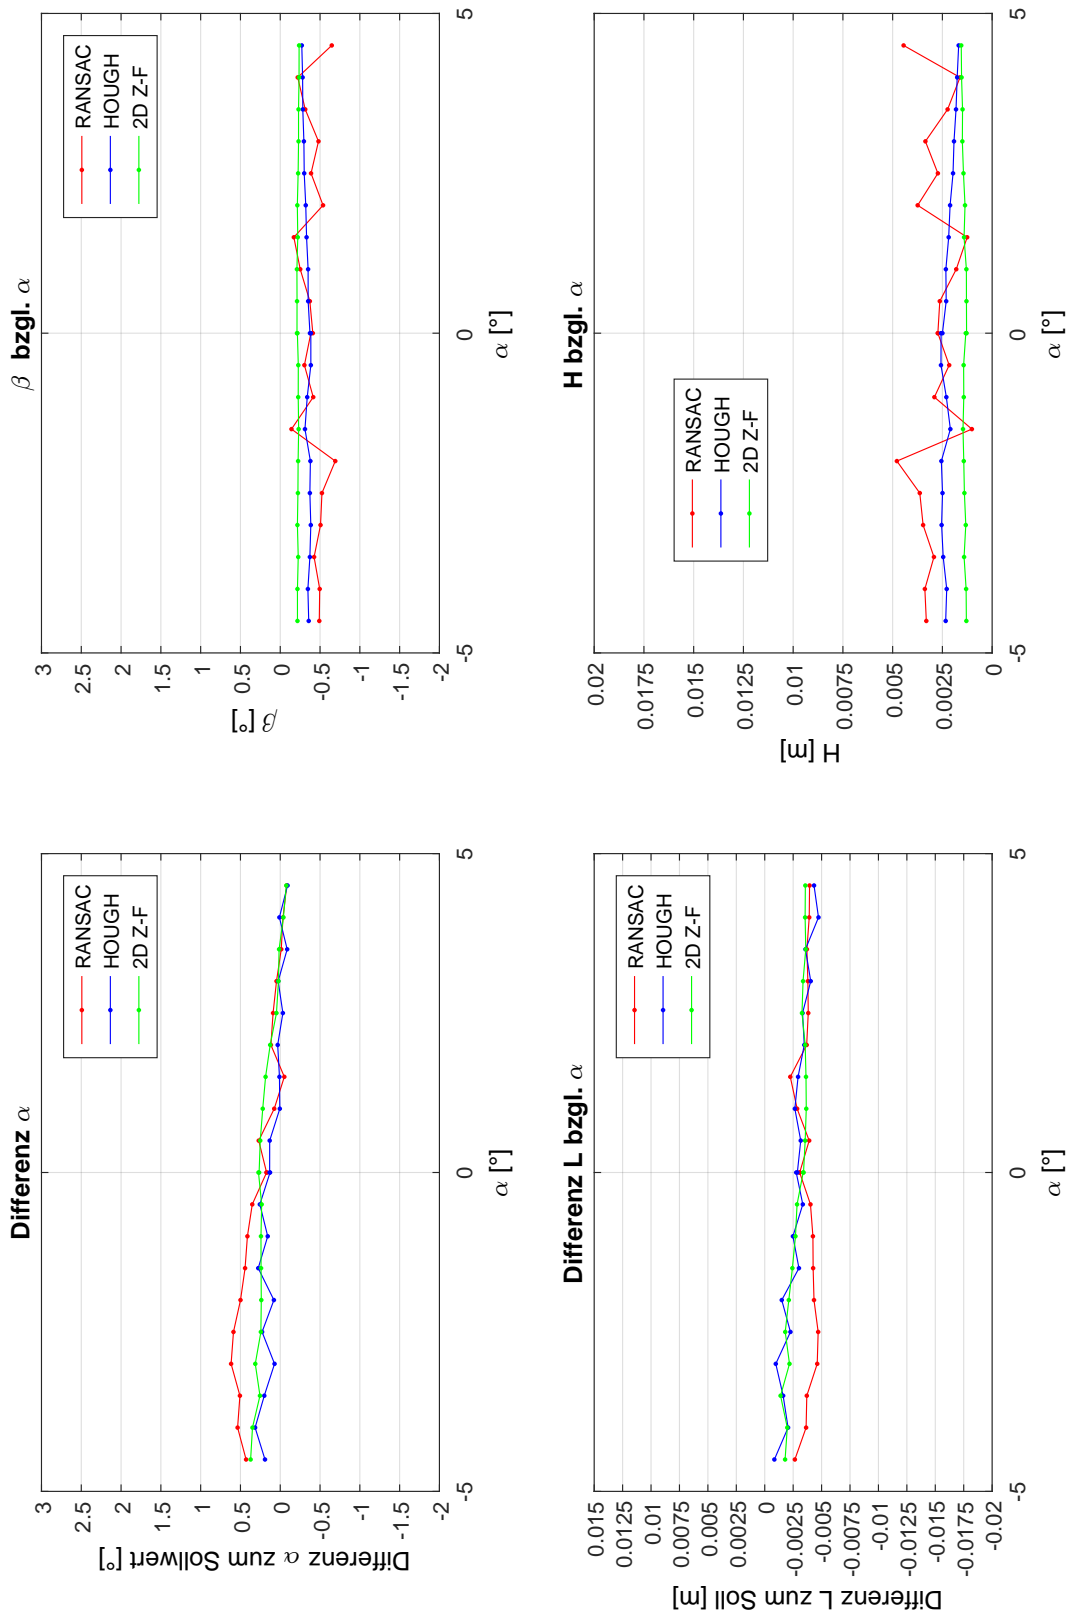 Differenz α
Differenz α zum Sollwert [°]
3
2.5
2
1.5
1
0.5
0
-0.5
-1
-1.5
-2
-5
0
5
α [°]
RANSAC
HOUGH
2D Z-F
β bzgl. α
β [°]
3
2.5
2
1.5
1
0.5
0
-0.5
-1
-1.5
-2
-5
0
5
α [°]
RANSAC
HOUGH
2D Z-F
Differenz L bzgl. α
Differenz L zum Soll [m]
0.015
0.0125
0.01
0.0075
0.005
0.0025
0
-0.0025
-0.005
-0.0075
-0.01
-0.0125
-0.015
-0.0175
-0.02
-5
0
5
α [°]
RANSAC
HOUGH
2D Z-F
H bzgl. α
H [m]
0.02
0.0175
0.015
0.0125
0.01
0.0075
0.005
0.0025
0
-5
0
5
α [°]
RANSAC
HOUGH
2D Z-F